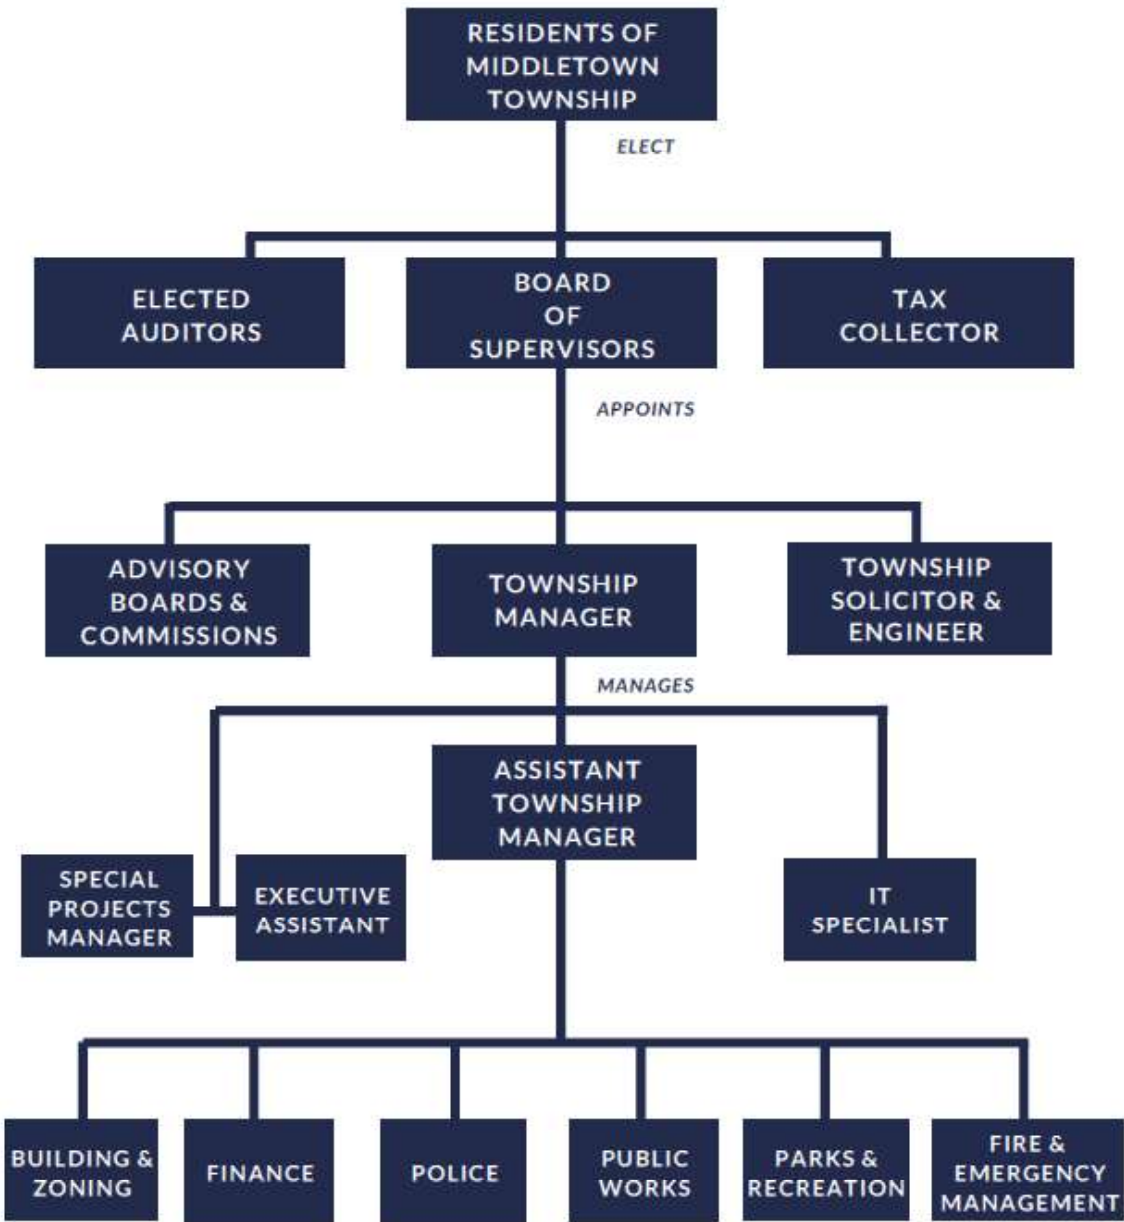 RESIDENTS OF
MIDDLETOWN
TOWNSHIP
ELECT
ELECTED
AUDITORS
BOARD
OF
SUPERVISORS
TAX
COLLECTOR
APPOINTS
ADVISORY
BOARDS &
COMMISSIONS
TOWNSHIP
MANAGER
TOWNSHIP
SOLICITOR &
ENGINEER
MANAGES
ASSISTANT
TOWNSHIP
MANAGER
SPECIAL
PROJECTS
MANAGER
EXECUTIVE
ASSISTANT
IT
SPECIALIST
BUILDING &
ZONING
FINANCE
POLICE
PUBLIC
WORKS
PARKS &
RECREATION
FIRE &
EMERGENCY
MANAGEMENT